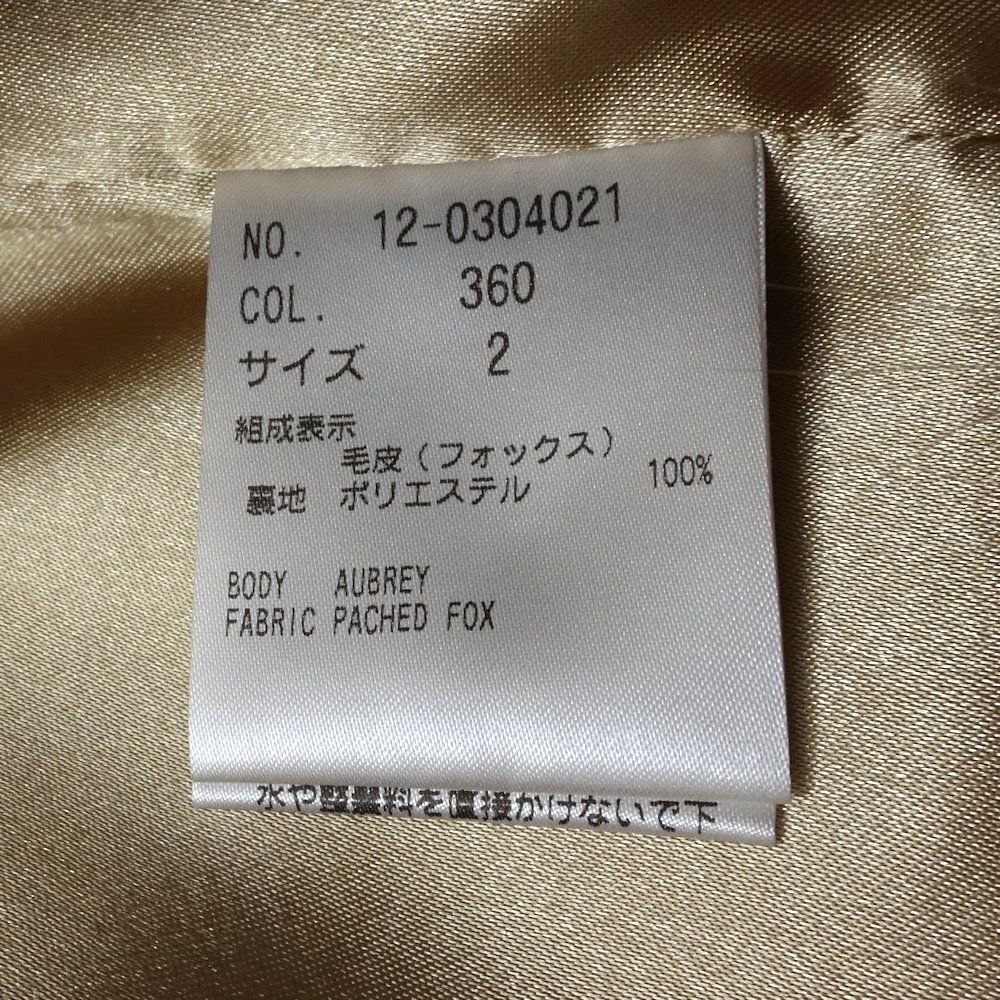 NO. 12-0304021
COL. 360
サイズ 2
組成表示
毛皮(フォックス)
裏地 ポリエステル 100%
BODY AUBREY
FABRIC PACHED FOX
水や整髪料を直接かけないで下